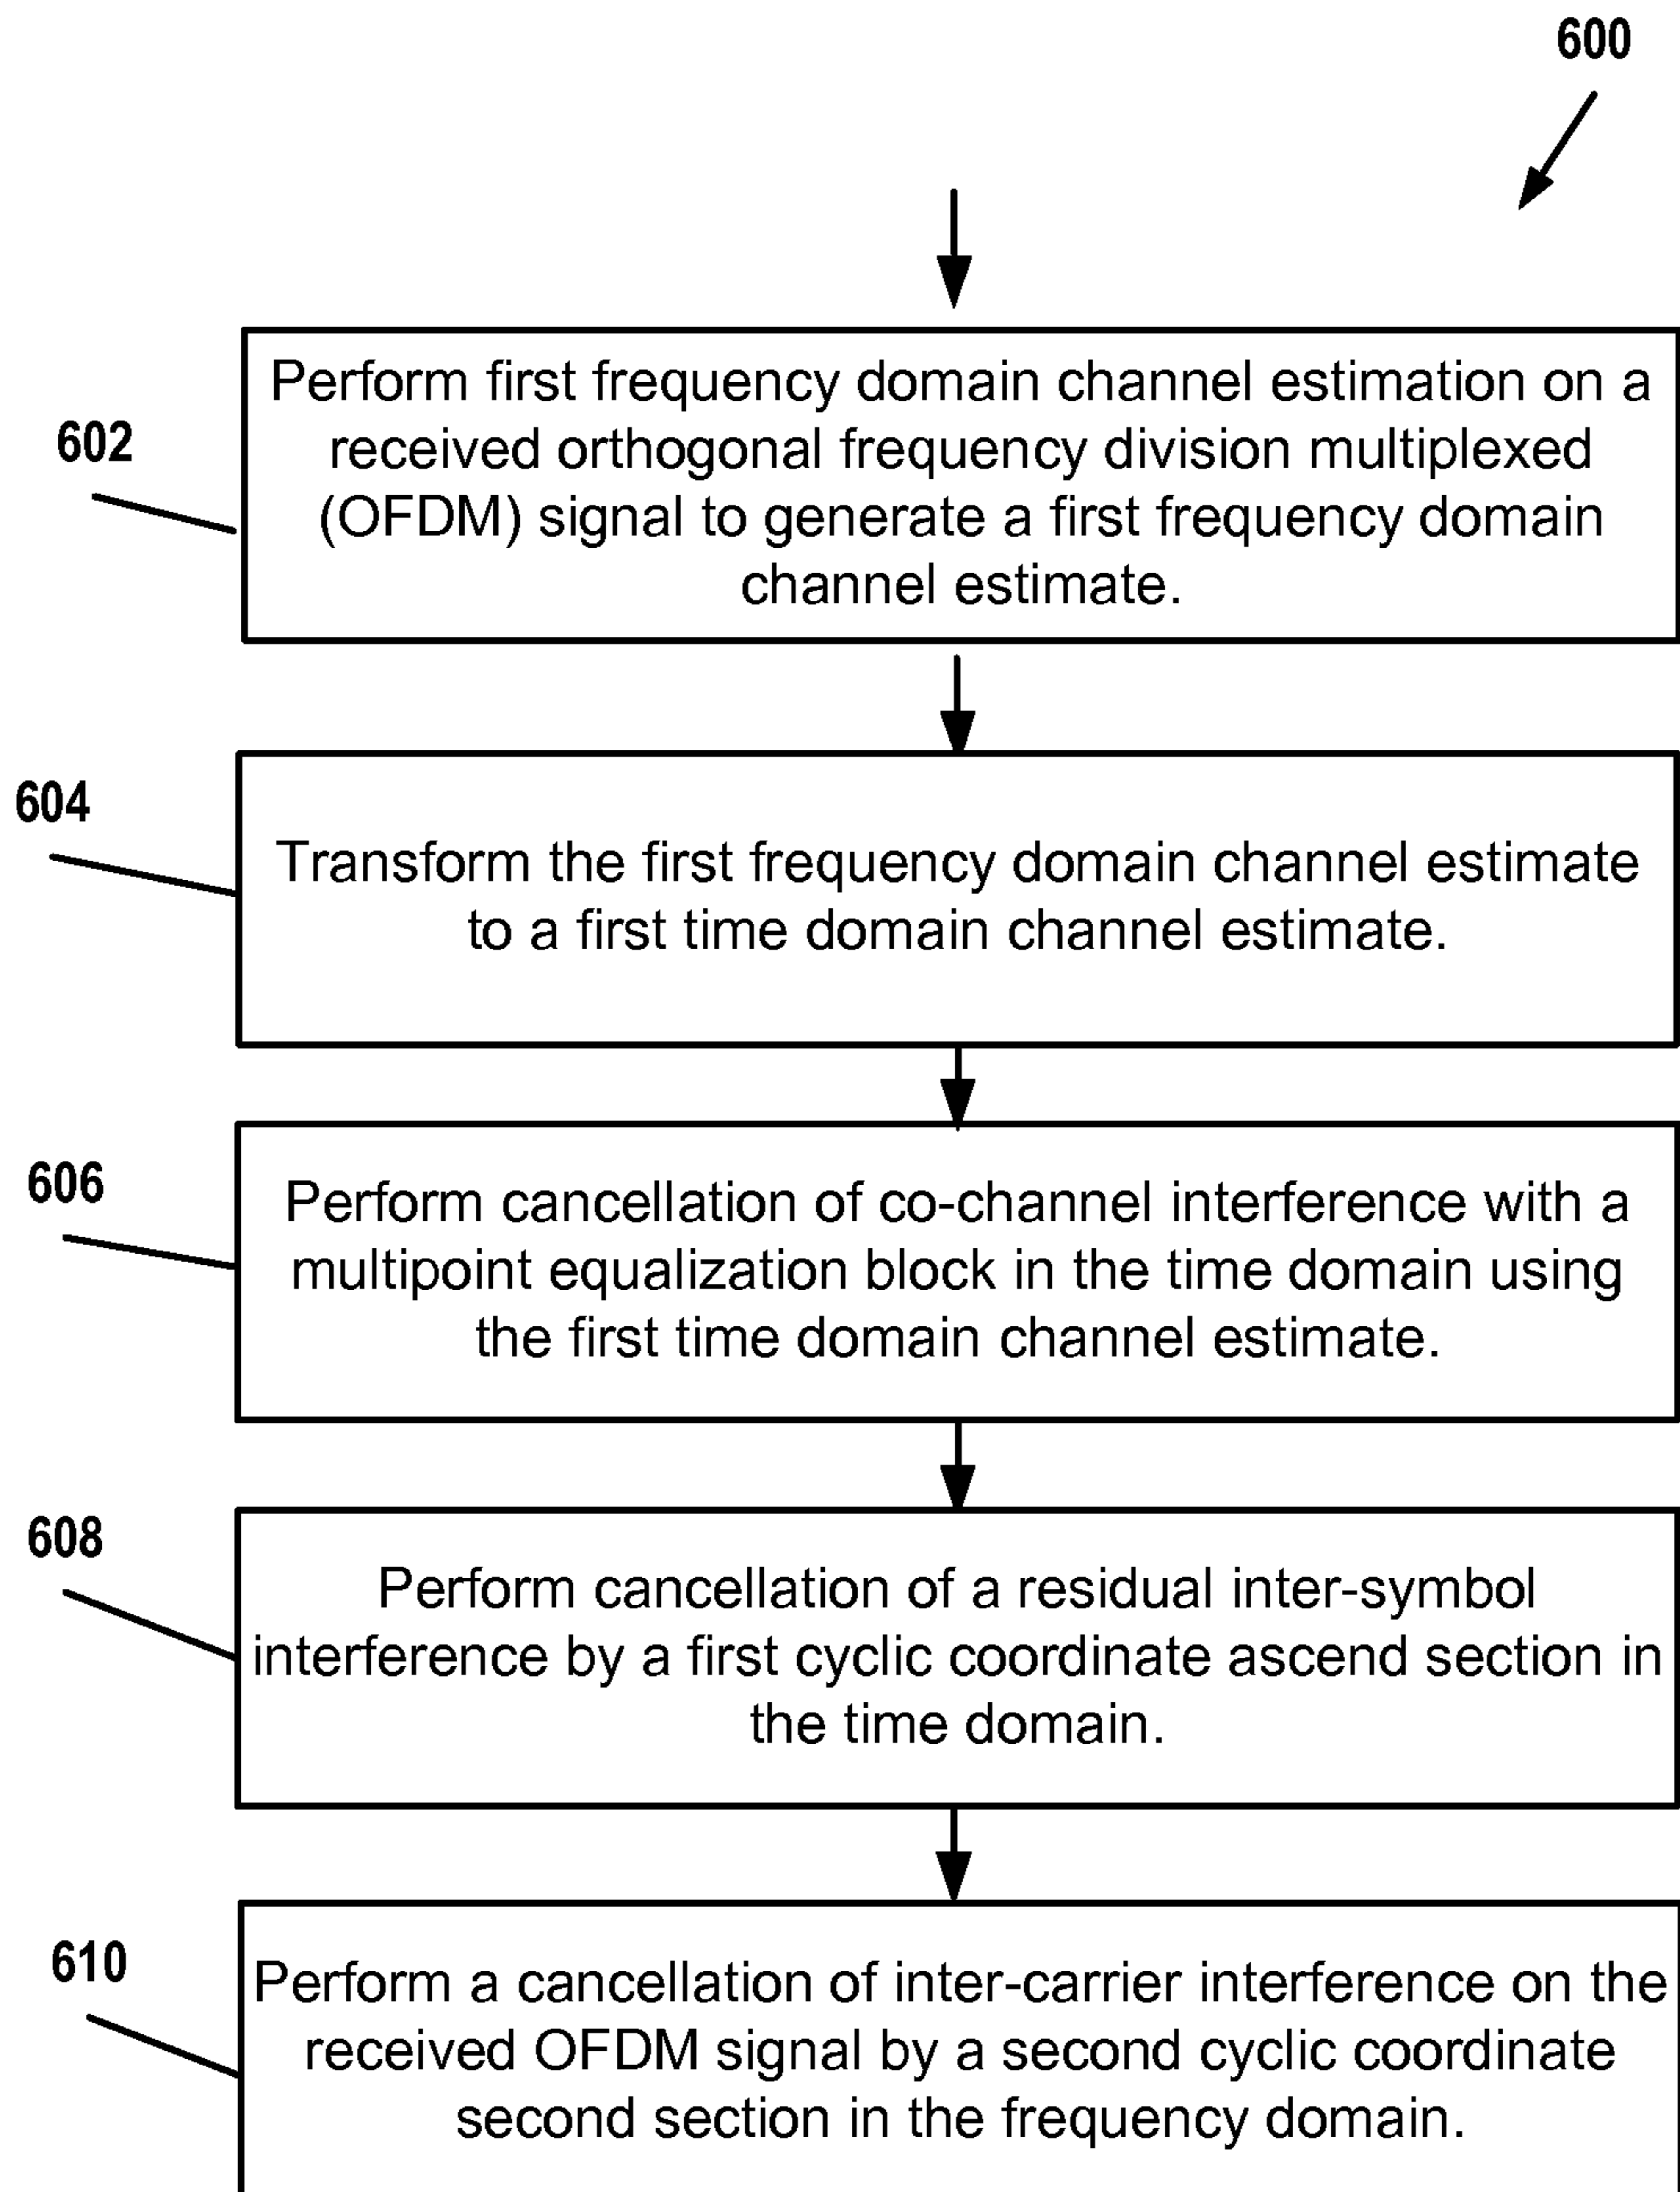 600
602
Perform first frequency domain channel estimation on a
received orthogonal frequency division multiplexed
(OFDM) signal to generate a first frequency domain
channel estimate.
604
Transform the first frequency domain channel estimate
to a first time domain channel estimate.
606
Perform cancellation of co-channel interference with a
multipoint equalization block in the time domain using
the first time domain channel estimate.
608
Perform cancellation of a residual inter-symbol
interference by a first cyclic coordinate ascend section in
the time domain.
610
Perform a cancellation of inter-carrier interference on the
received OFDM signal by a second cyclic coordinate
second section in the frequency domain.